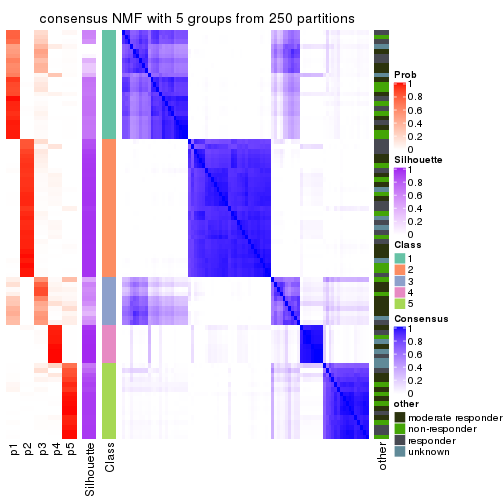 consensus NMF with 5 groups from 250 partitions
Prob
1
0.8
0.6
0.4
0.2
0
Silhouette
1
0.8
0.6
0.4
0.2
0
Class
1
2
3
4
5
Consensus
1
0.8
0.6
0.4
0.2
0
other
moderate responder
non-responder
responder
unknown
p1
p2
p3
p4
p5
Silhouette
Class
other